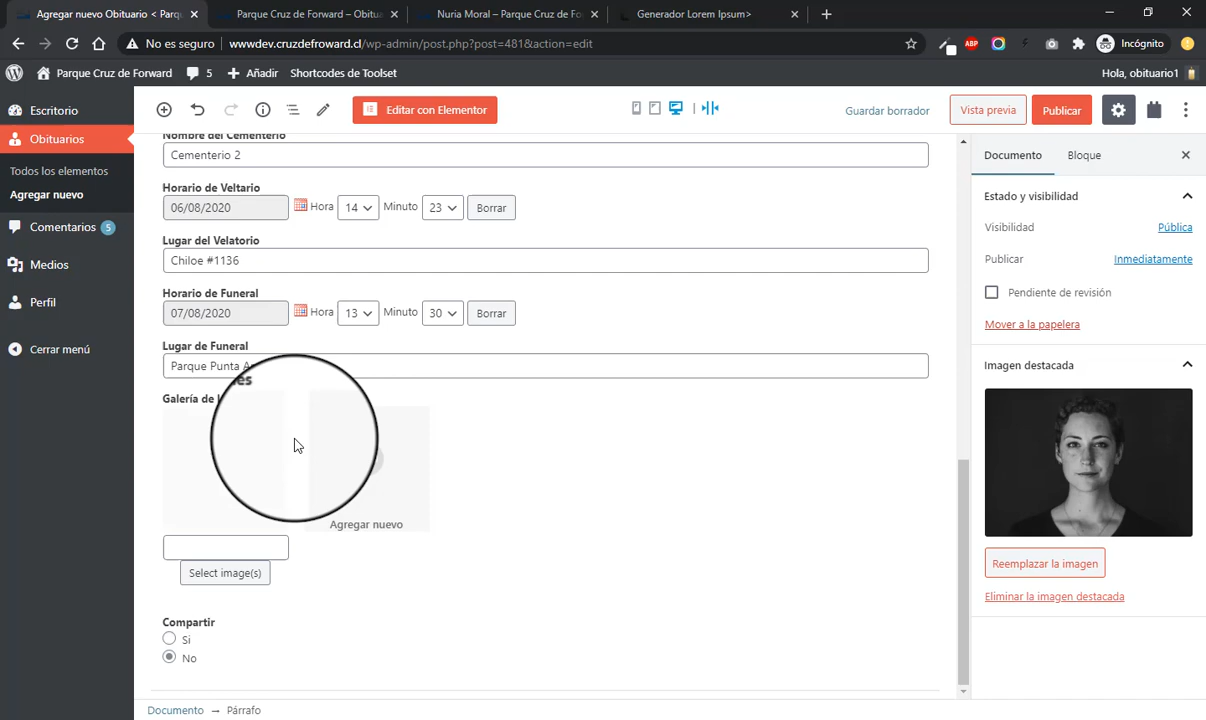 Agregar nuevo Obituario < Parqu
Parque Cruz de Forward – Obitua
Nuria Moral – Parque Cruz de Fo
Generador Lorem Ipsum>
No es seguro
wwwdev.cruzdefroward.cl/wp-admin/post.php?post=481&action=edit
ABP
Incógnito
Parque Cruz de Forward
5
Añadir
Shortcodes de Toolset
Hola, obituario1
Escritorio
Obituarios
Todos los elementos
Agregar nuevo
Comentarios 5
Medios
Perfil
Cerrar menú
Editar con Elementor
Guardar borrador
Vista previa
Publicar
Nombre del Cementerio
Cementerio 2
Horario de Veltario
06/08/2020
Hora
14
Minuto
23
Borrar
Lugar del Velatorio
Chiloe #1136
Horario de Funeral
07/08/2020
Hora
13
Minuto
30
Borrar
Lugar de Funeral
Parque Punta A
Galería de
Agregar nuevo
Select image(s)
Compartir
Si
No
Documento → Párrafo
Documento
Bloque
Estado y visibilidad
Visibilidad
Pública
Publicar
Inmediatamente
Pendiente de revisión
Mover a la papelera
Imagen destacada
Reemplazar la imagen
Eliminar la imagen destacada